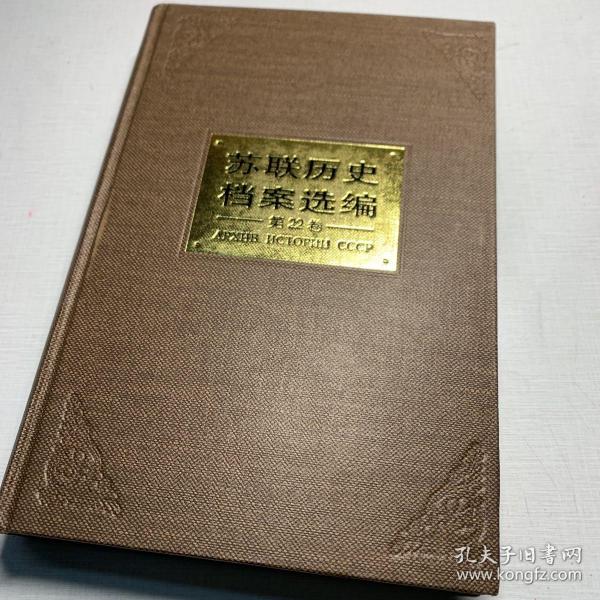 苏联历史
档案选编
第22卷
АРХИВ ИСТОРИИ СССР
孔夫子旧书网
www.kongfz.com